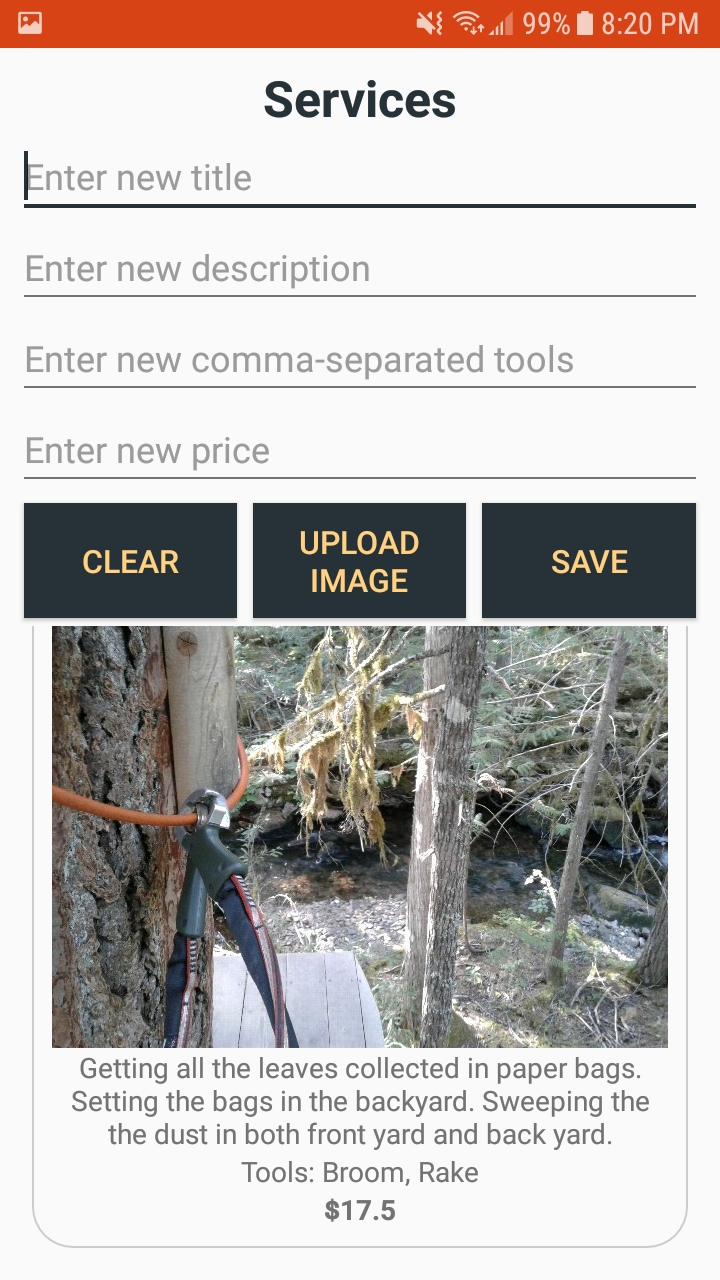 99% 8:20 PM
Services
Enter new title
Enter new description
Enter new comma-separated tools
Enter new price
CLEAR
UPLOAD
IMAGE
SAVE
Getting all the leaves collected in paper bags.
Setting the bags in the backyard. Sweeping the
the dust in both front yard and back yard.
Tools: Broom, Rake
$17.5